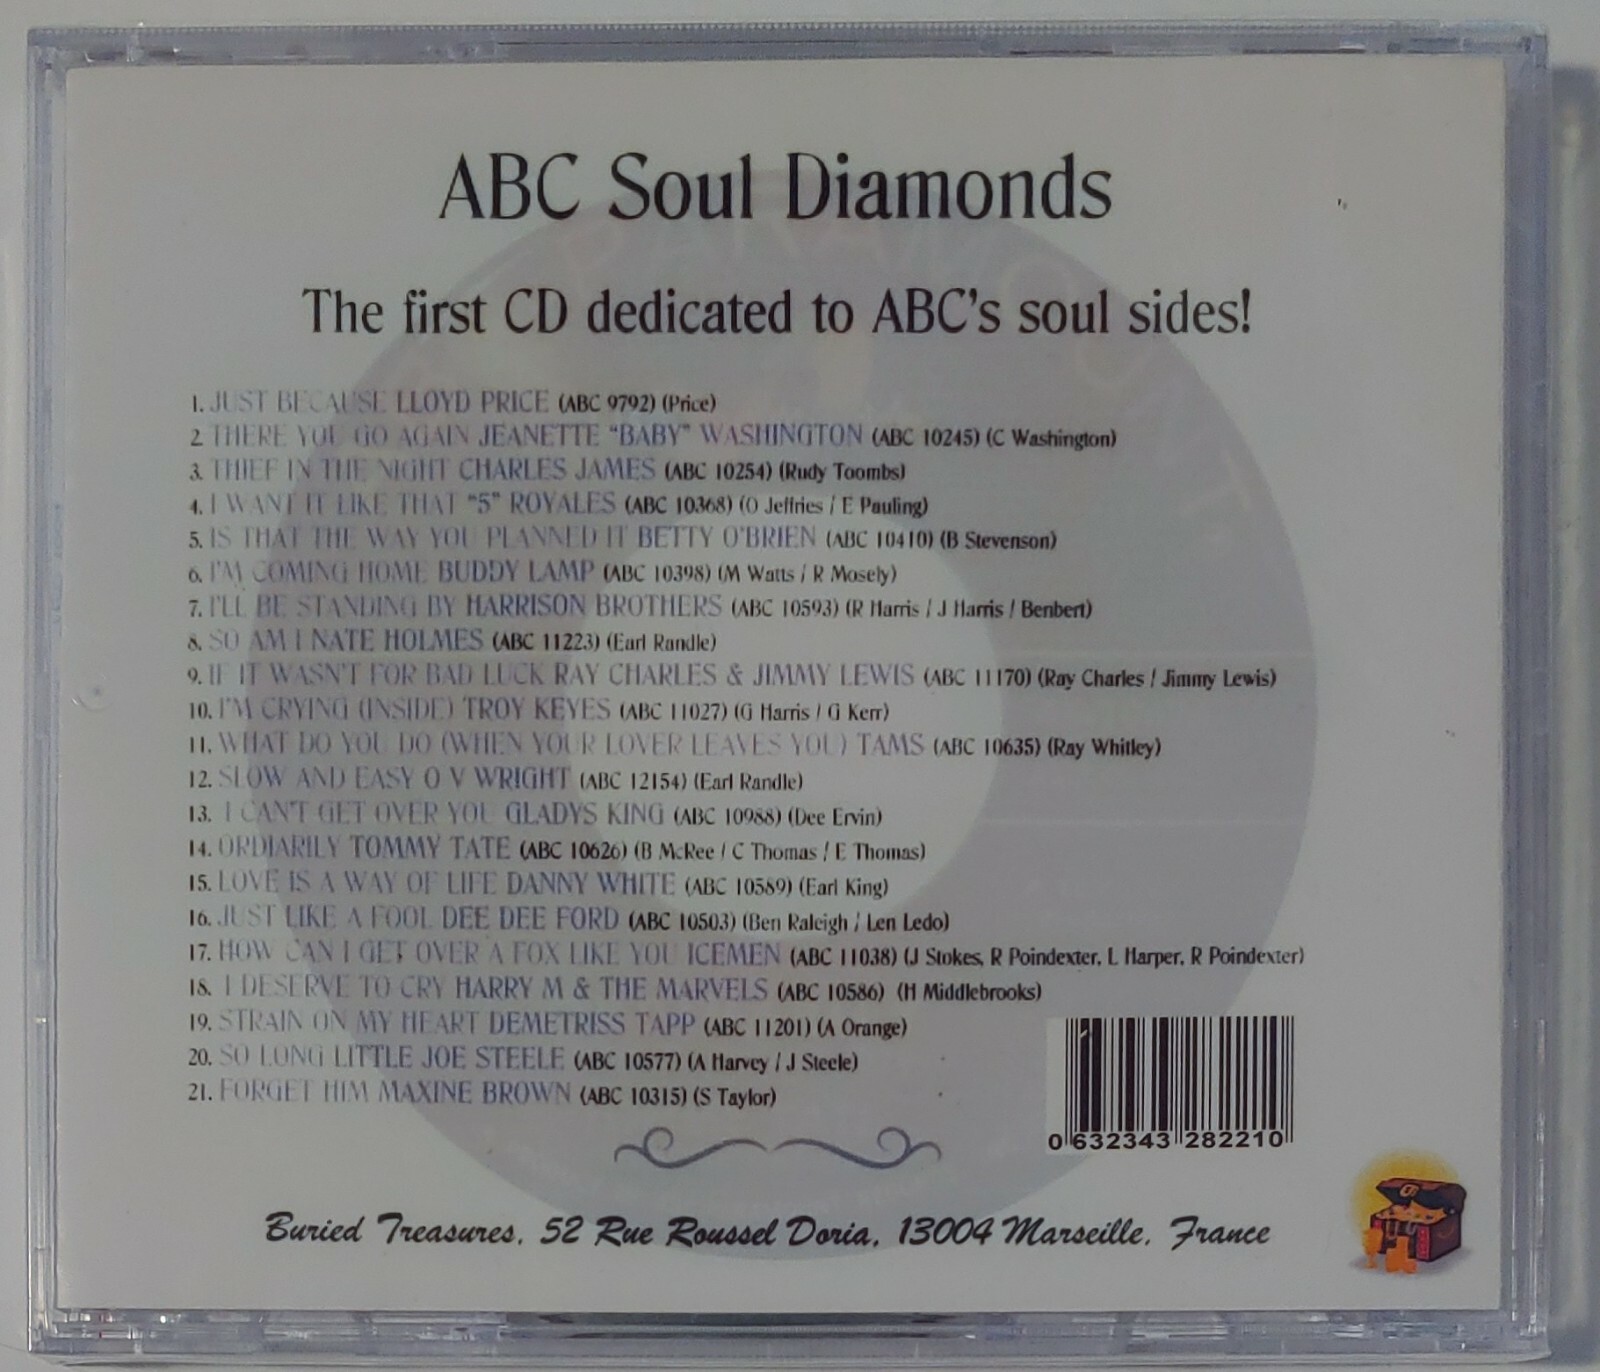 ABC Soul Diamonds
The first CD dedicated to ABC's soul sides!
1. JUST BECAUSE LLOYD PRICE (ABC 9792) (Price)
2. THERE YOU GO AGAIN JEANETTE "BABY" WASHINGTON (ABC 10245) (C Washington)
3. THIEF IN THE NIGHT CHARLES JAMES (ABC 10254) (Rudy Toombs)
4. I WANT IT LIKE THAT "5" ROYALES (ABC 10368) (O Jeffries / E Pauling)
5. IS THAT THE WAY YOU PLANNED IT BETTY O'BRIEN (ABC 10410) (B Stevenson)
6. I'M COMING HOME BUDDY LAMP (ABC 10398) (M Watts / R Mosely)
7. I'LL BE STANDING BY HARRISON BROTHERS (ABC 10593) (R Harris / J Harris / Benbert)
8. SO AM I NATE HOLMES (ABC 11223) (Earl Randle)
9. IF IT WASN'T FOR BAD LUCK RAY CHARLES & JIMMY LEWIS (ABC 11170) (Ray Charles / Jimmy Lewis)
10. I'M CRYING (INSIDE) TROY KEYES (ABC 11027) (G Harris / G Kerr)
11. WHAT DO YOU DO (WHEN YOUR LOVER LEAVES YOU) TAMS (ABC 10635) (Ray Whitley)
12. SLOW AND EASY O V WRIGHT (ABC 12154) (Earl Randle)
13. I CAN'T GET OVER YOU GLADYS KING (ABC 10988) (Dee Ervin)
14. ORDIARILY TOMMY TATE (ABC 10626) (B McRee / C Thomas / E Thomas)
15. LOVE IS A WAY OF LIFE DANNY WHITE (ABC 10589) (Earl King)
16. JUST LIKE A FOOL DEE DEE FORD (ABC 10503) (Ben Raleigh / Len Ledo)
17. HOW CAN I GET OVER A FOX LIKE YOU ICEMEN (ABC 11038) (J Stokes, R Poindexter, L Harper, R Poindexter)
18. I DESERVE TO CRY HARRY M & THE MARVELS (ABC 10586) (H Middlebrooks)
19. STRAIN ON MY HEART DEMETRISS TAPP (ABC 11201) (A Orange)
20. SO LONG LITTLE JOE STEELE (ABC 10577) (A Harvey / J Steele)
21. FORGET HIM MAXINE BROWN (ABC 10315) (S Taylor)
0 632343 282210
Buried Treasures, 52 Rue Roussel Doria, 13004 Marseille, France